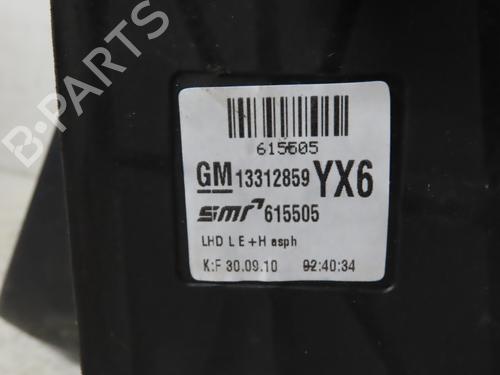 615505
GM 13312859 YX6
smr 615505
LHD L E +H asph
K:F 30.09.10 02:40:34
B-PARTS